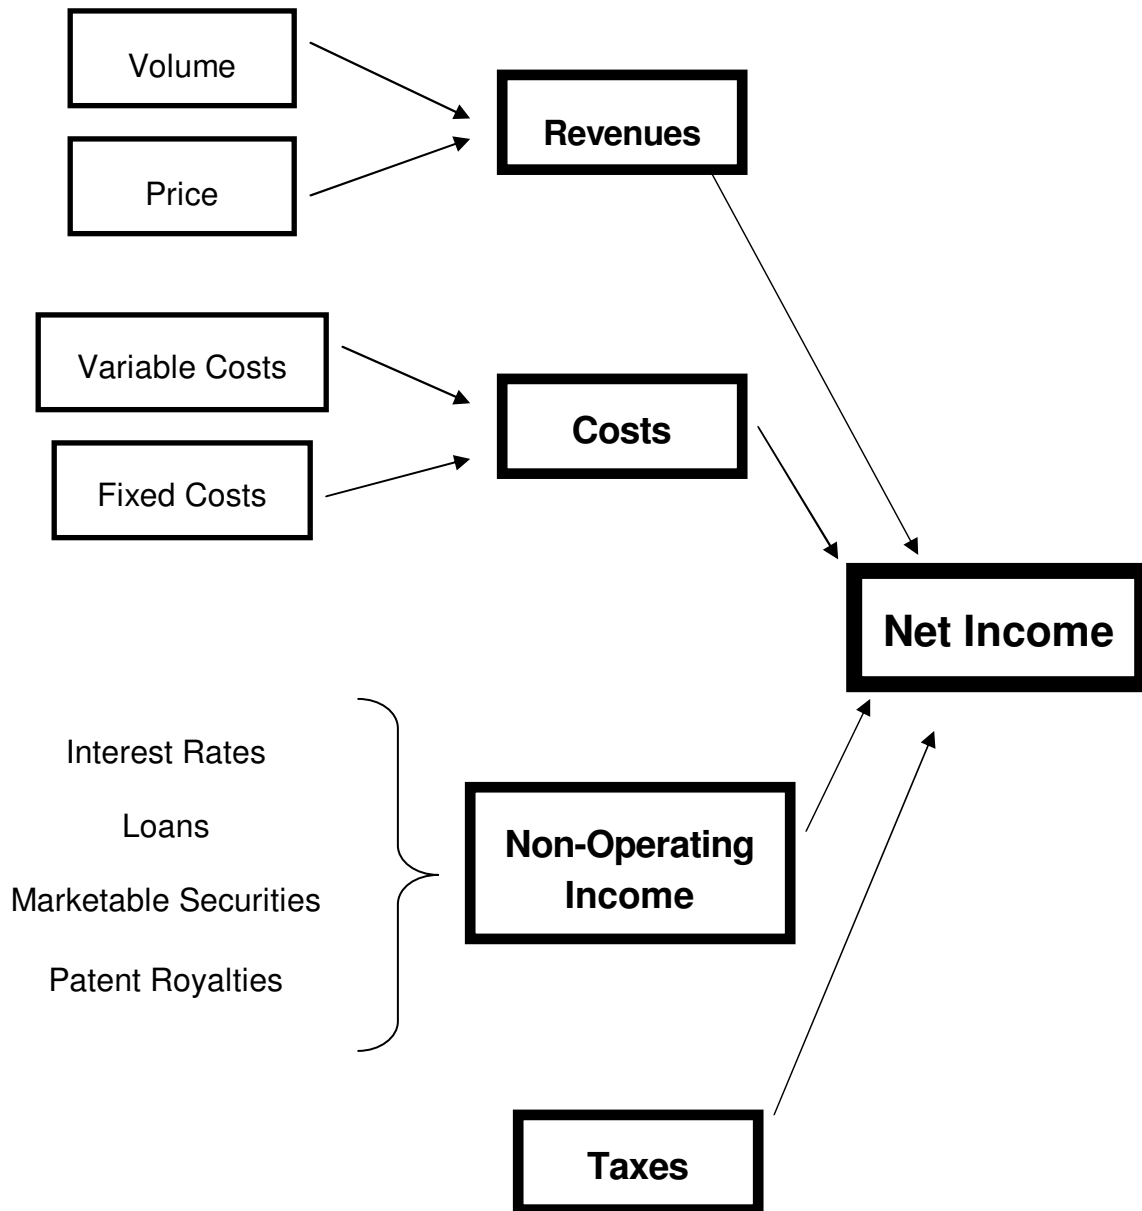 Volume
Revenues
Price
Variable Costs
Costs
Fixed Costs
Net Income
Interest Rates
Loans
Marketable Securities
Patent Royalties
Non-Operating
Income
Taxes